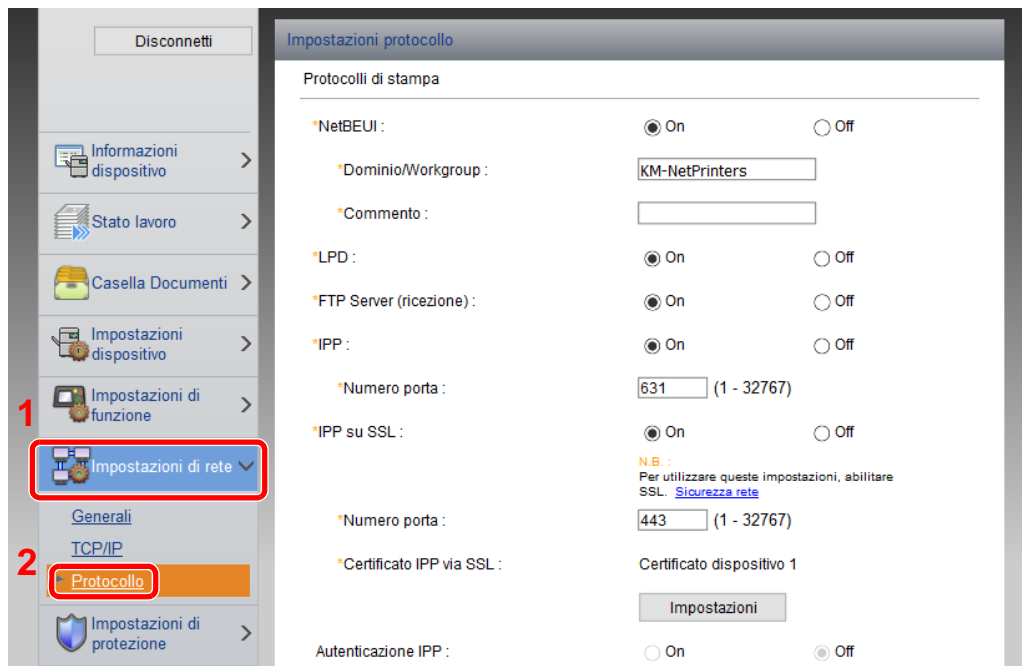 Disconnetti
Informazioni
dispositivo
Stato lavoro
Casella Documenti
Impostazioni
dispositivo
1
Impostazioni di
funzione
Impostazioni di rete
Generali
TCP/IP
2
Protocollo
Impostazioni di
protezione
Impostazioni protocollo
Protocolli di stampa
*NetBEUI : On Off
*Dominio/Workgroup : KM-NetPrinters
*Commento :
*LPD : On Off
*FTP Server (ricezione) : On Off
*IPP : On Off
*Numero porta : 631 (1 - 32767)
*IPP su SSL : On Off
N.B. :
Per utilizzare queste impostazioni, abilitare
SSL. Sicurezza rete
*Numero porta : 443 (1 - 32767)
*Certificato IPP via SSL : Certificato dispositivo 1
Impostazioni
Autenticazione IPP : On Off